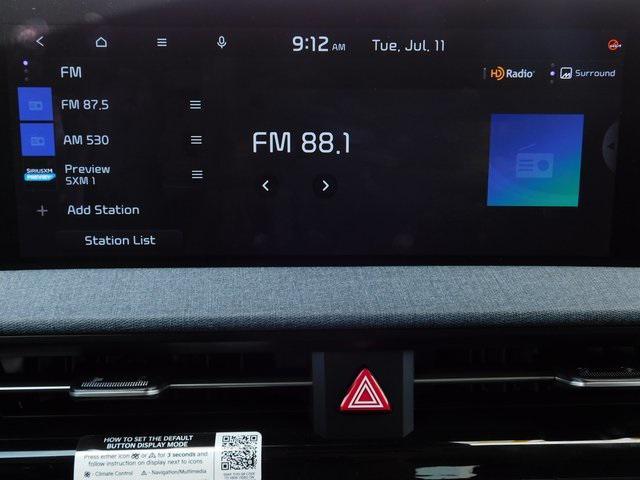 9:12 AM Tue, Jul. 11
FM
HD Radio Surround
FM 87.5
AM 530
FM 88.1
SIRIUSXM
Preview
SXM 1
Add Station
Station List
HOW TO SET THE DEFAULT
BUTTON DISPLAY MODE
Press either icon or for 3 seconds and
follow instruction on display next to icons
- Climate Control - Navigation/Multimedia